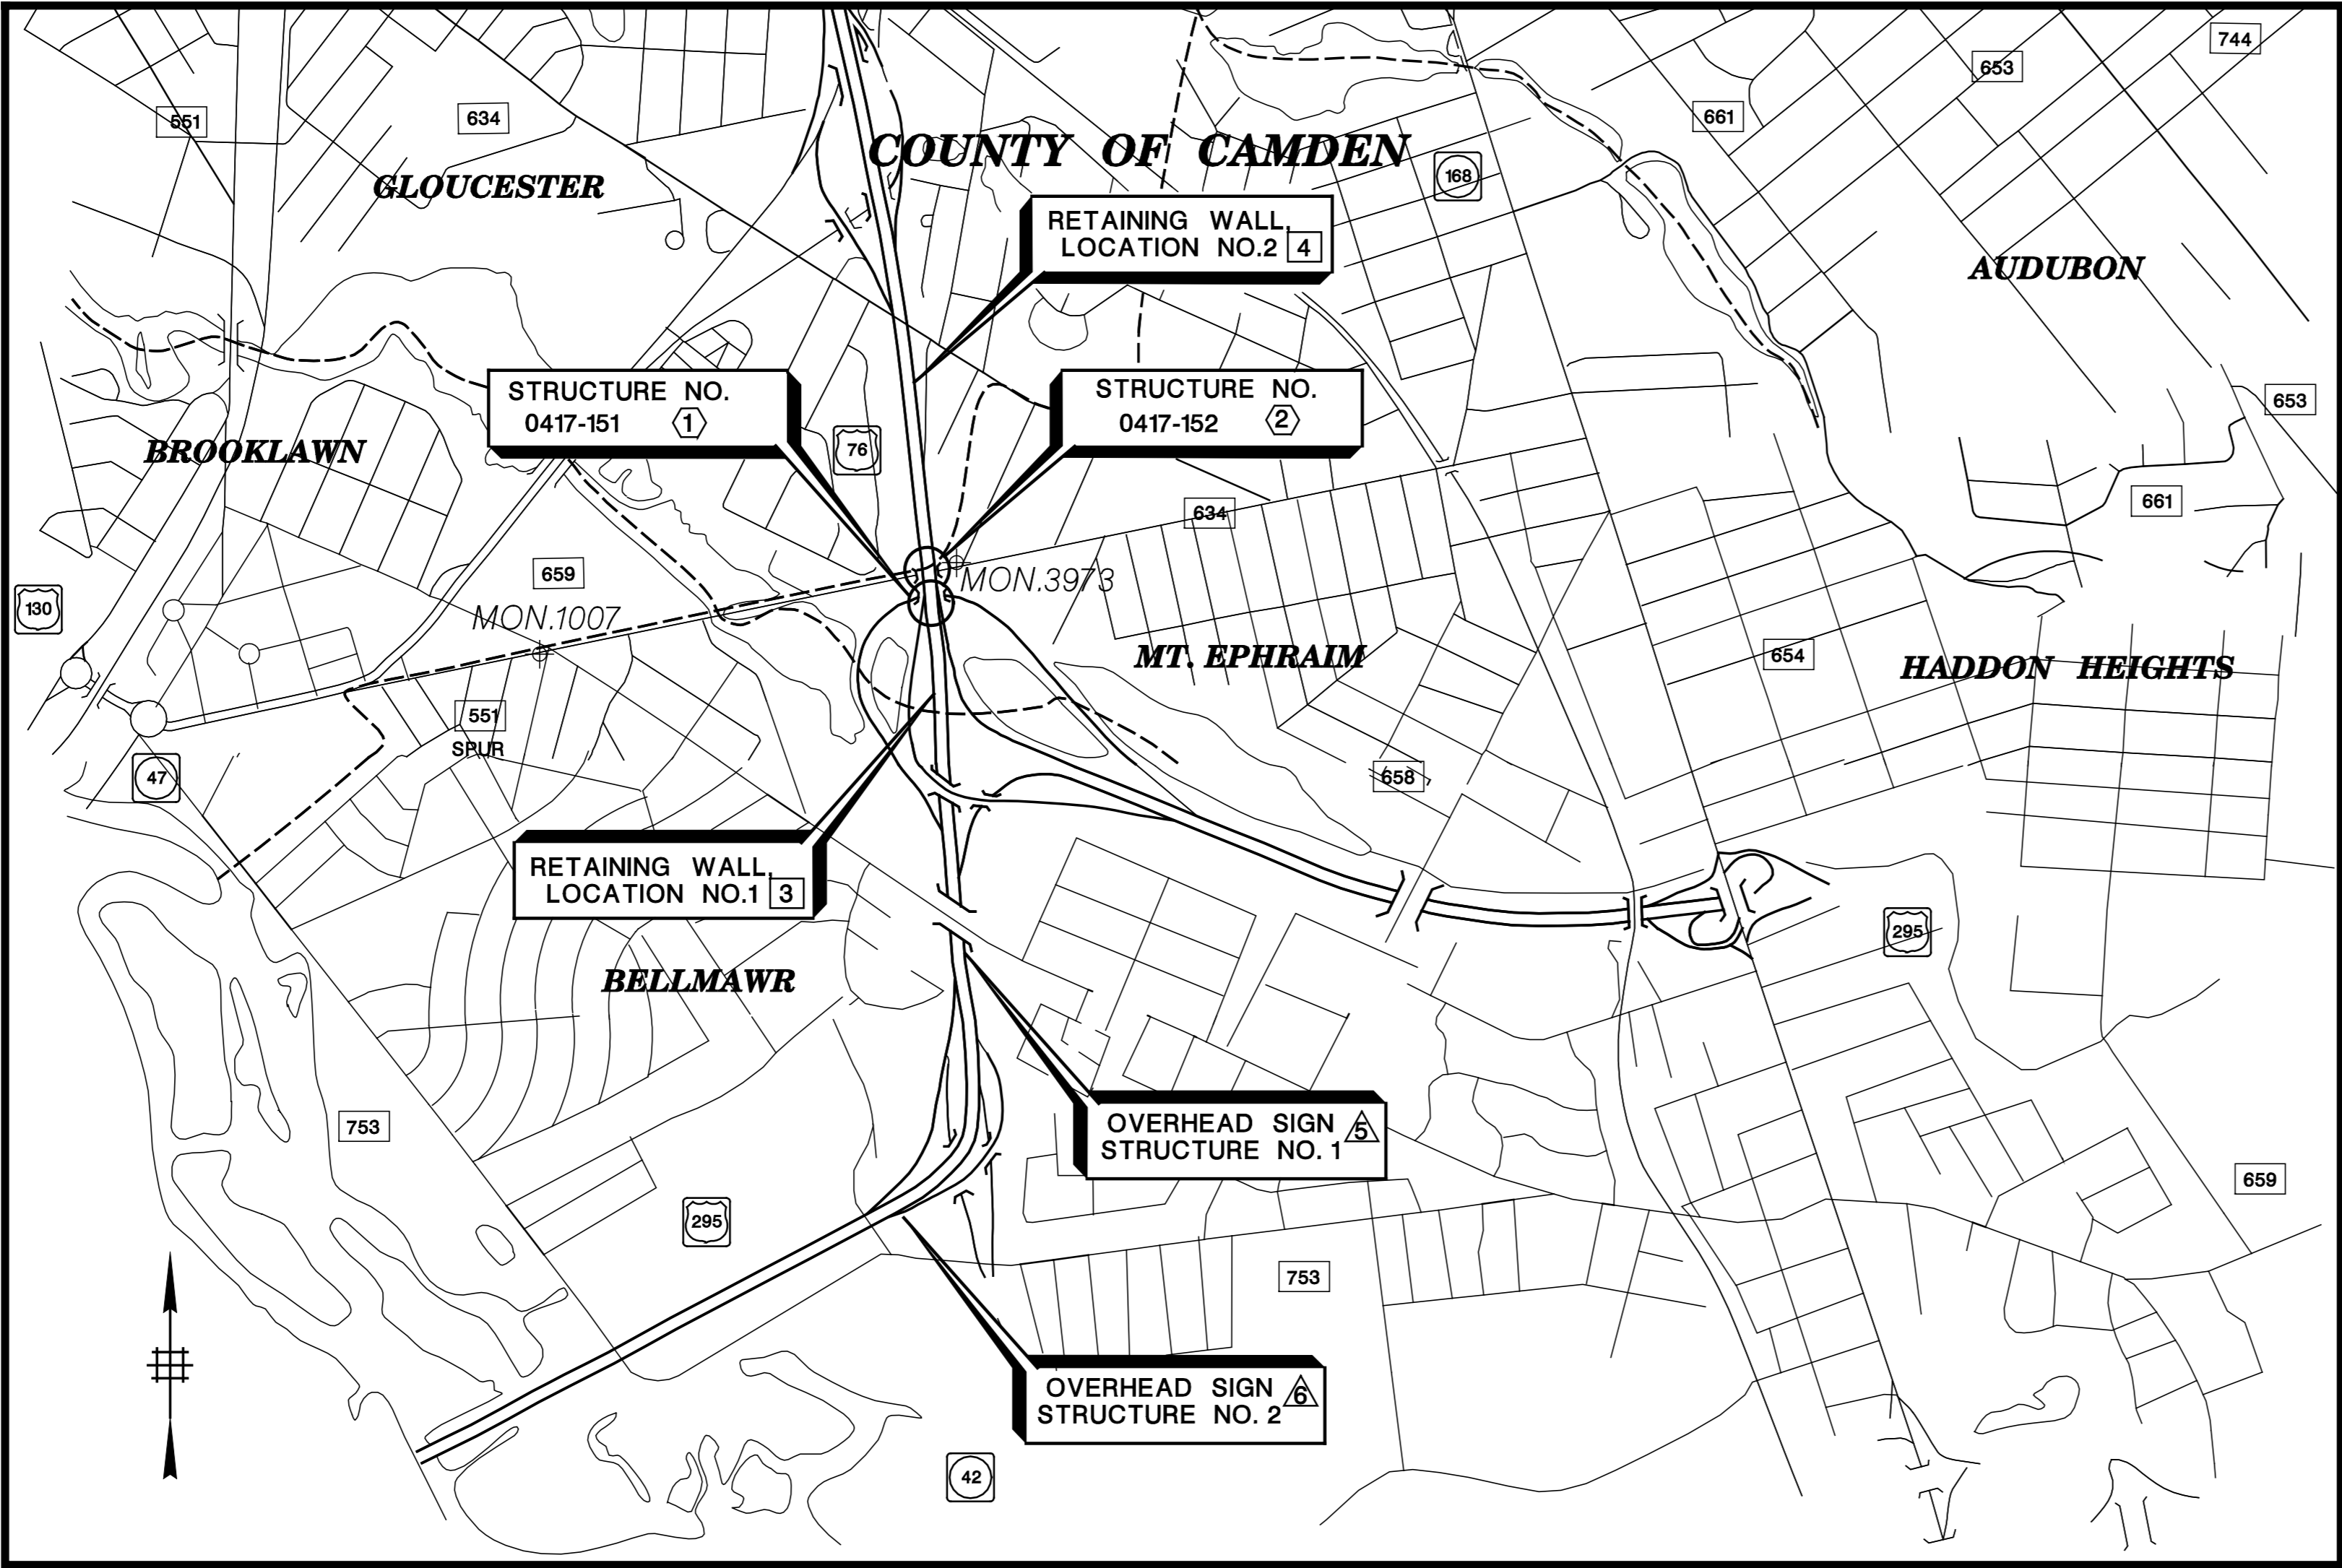 744
653
661
551
634
COUNTY OF CAMDEN
168
GLOUCESTER
RETAINING WALL,
LOCATION NO.2 4
AUDUBON
STRUCTURE NO.
0417-151 1
STRUCTURE NO.
0417-152 2
653
BROOKLAWN
76
634
661
659
MON.3973
130
MON.1007
MT. EPHRAIM
654
HADDON HEIGHTS
551
SPUR
47
658
RETAINING WALL,
LOCATION NO.1 3
295
BELLMAWR
753
OVERHEAD SIGN 5
STRUCTURE NO. 1
659
295
753
OVERHEAD SIGN 6
STRUCTURE NO. 2
42